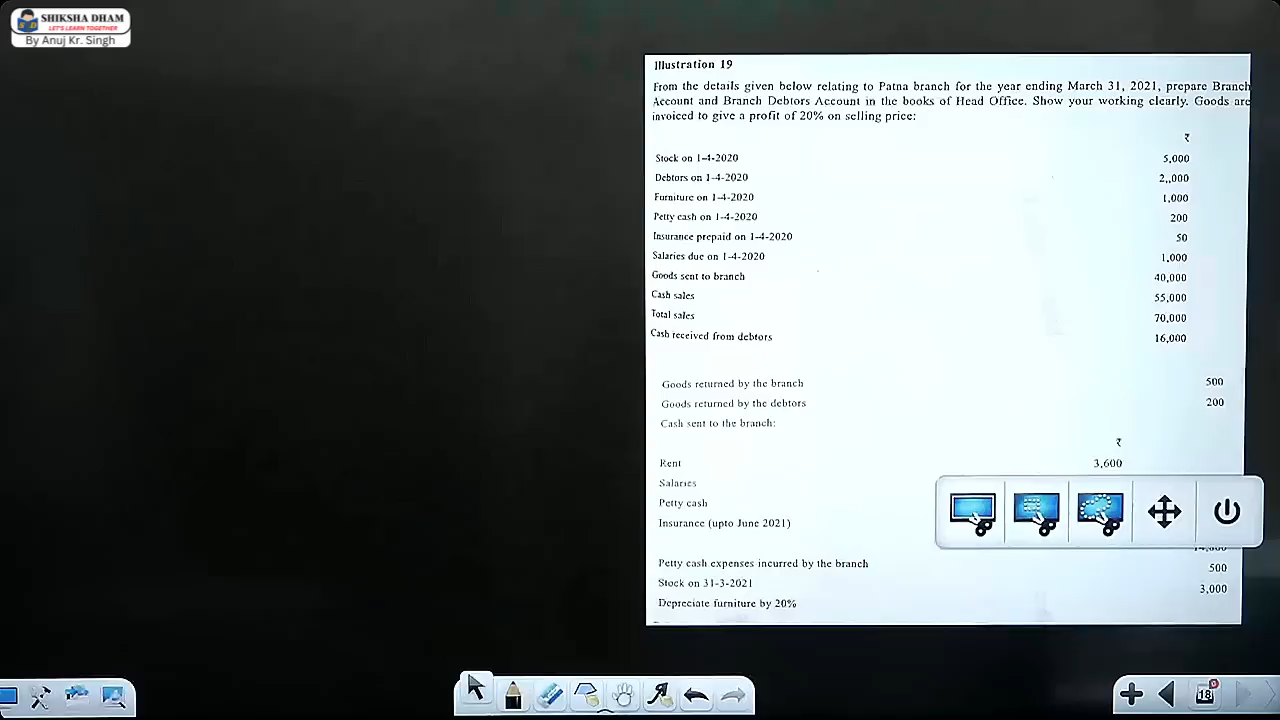 SHIKSHA DHAM
LET'S LEARN TOGETHER
By Anuj Kr. Singh
Illustration 19
From the details given below relating to Patna branch for the year ending March 31, 2021, prepare Branch
Account and Branch Debtors Account in the books of Head Office. Show your working clearly. Goods are
invoiced to give a profit of 20% on selling price:
₹
Stock on 1-4-2020 5,000
Debtors on 1-4-2020 2,,000
Furniture on 1-4-2020 1,000
Petty cash on 1-4-2020 200
Insurance prepaid on 1-4-2020 50
Salaries due on 1-4-2020 1,000
Goods sent to branch 40,000
Cash sales 55,000
Total sales 70,000
Cash received from debtors 16,000
Goods returned by the branch 500
Goods returned by the debtors 200
Cash sent to the branch:
₹
Rent 3,600
Salaries
Petty cash
Insurance (upto June 2021)
Petty cash expenses incurred by the branch 500
Stock on 31-3-2021 3,000
Depreciate furniture by 20%
18